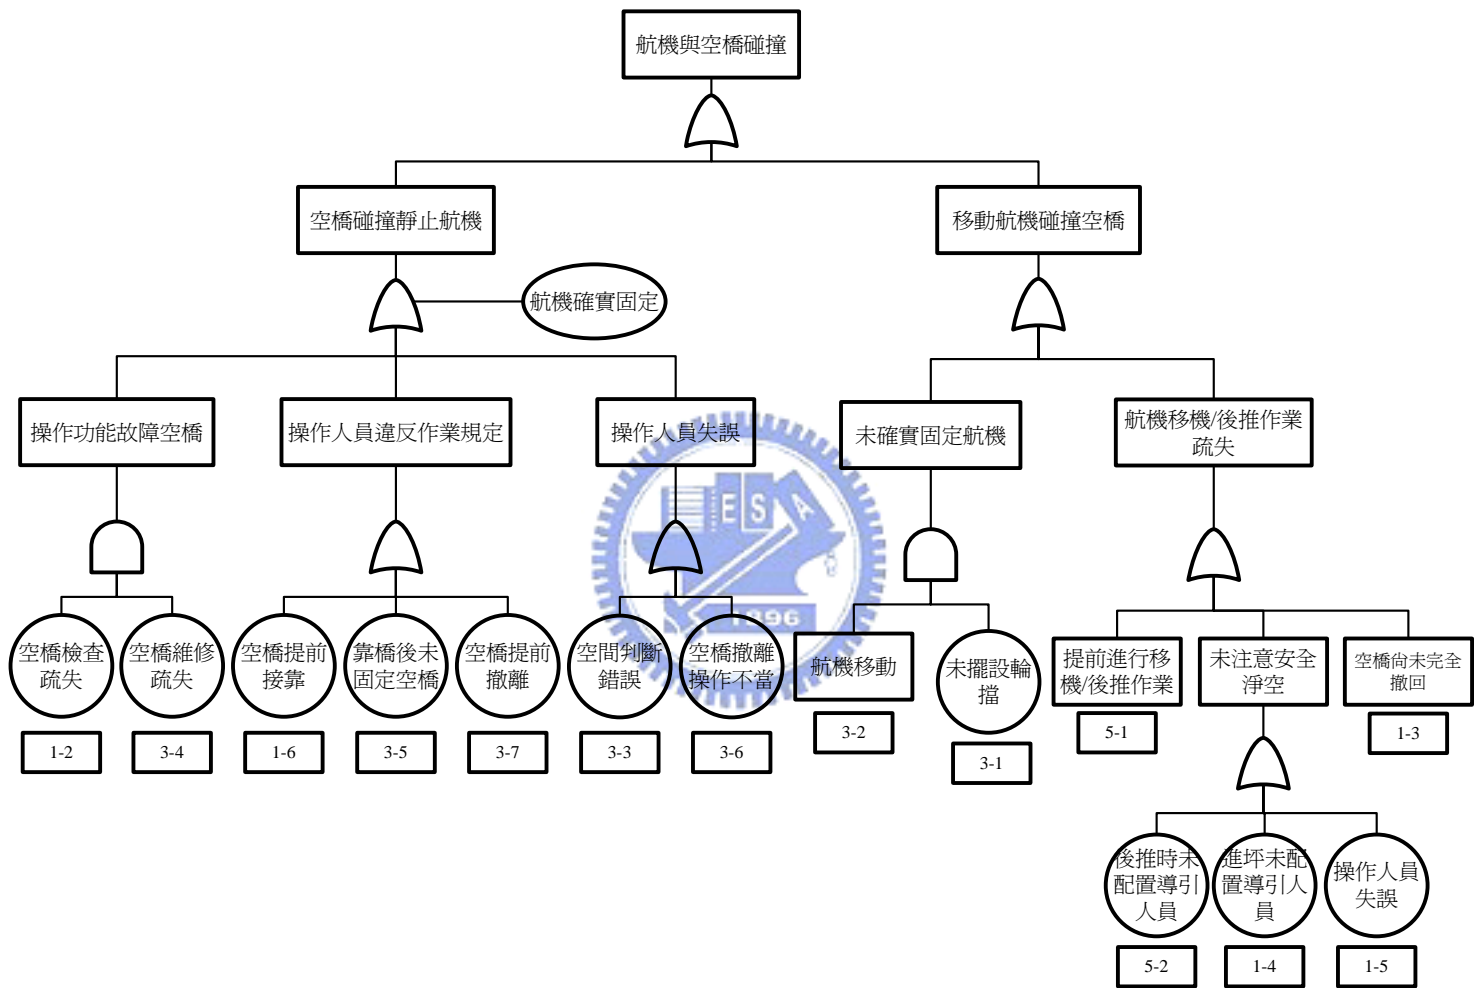 航機與空橋碰撞
空橋碰撞靜止航機
移動航機碰撞空橋
航機確實固定
操作功能故障空橋
操作人員違反作業規定
操作人員失誤
未確實固定航機
航機移機/後推作業
疏失
ESA
1896
空橋檢查
疏失
空橋維修
疏失
空橋提前
接靠
靠橋後未
固定空橋
空橋提前
撤離
空間判斷
錯誤
空橋撤離
操作不當
航機移動
未擺設輪
擋
提前進行移
機/後推作業
未注意安全
淨空
空橋尚未完全
撤回
1-2
3-4
1-6
3-5
3-7
3-3
3-6
3-2
3-1
5-1
1-3
後推時未
配置導引
人員
進坪未配
置導引人
員
操作人員
失誤
5-2
1-4
1-5